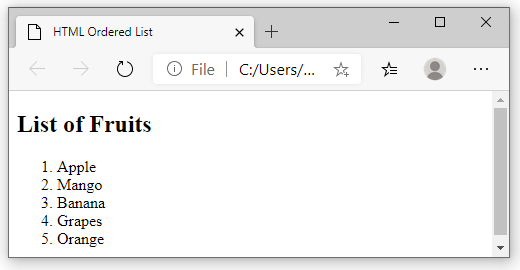 HTML Ordered List
File | C:/Users/...
List of Fruits
1. Apple
2. Mango
3. Banana
4. Grapes
5. Orange